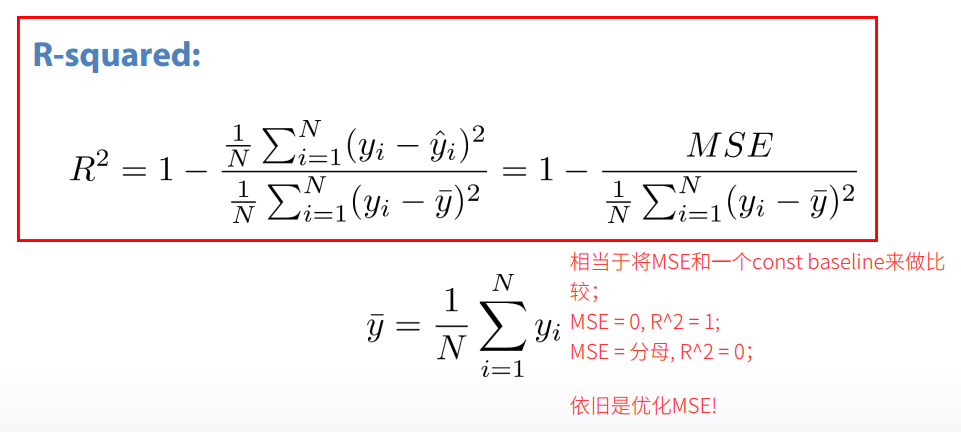 R-squared:
R² = 1 - \frac{\frac{1}{N} \sum_{i=1}^{N} (y_i - \hat{y}_i)^2}{\frac{1}{N} \sum_{i=1}^{N} (y_i - \bar{y})^2} = 1 - \frac{MSE}{\frac{1}{N} \sum_{i=1}^{N} (y_i - \bar{y})^2}
\bar{y} = \frac{1}{N} \sum_{i=1}^{N} y_i
相当于将MSE和一个const baseline来做比
较；
MSE = 0, R^2 = 1;
MSE = 分母, R^2 = 0；
依旧是优化MSE!